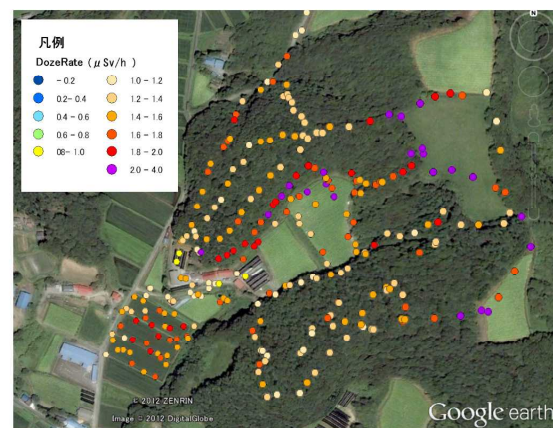 凡例
DozeRate (μSv/h)
- 0.2
0.2- 0.4
0.4 - 0.6
0.6 - 0.8
08 - 1.0
1.0 - 1.2
1.2 - 1.4
1.4 - 1.6
1.6 - 1.8
1.8 - 2.0
2.0 - 4.0
N
© 2012 ZENRIN
Image © 2012 DigitalGlobe
Google earth